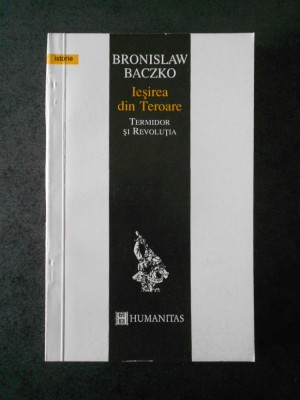 istorie
BRONISLAW
BACZKO
Ieşirea
din Teroare
TERMIDOR
ŞI REVOLUŢIA
HUMANITAS